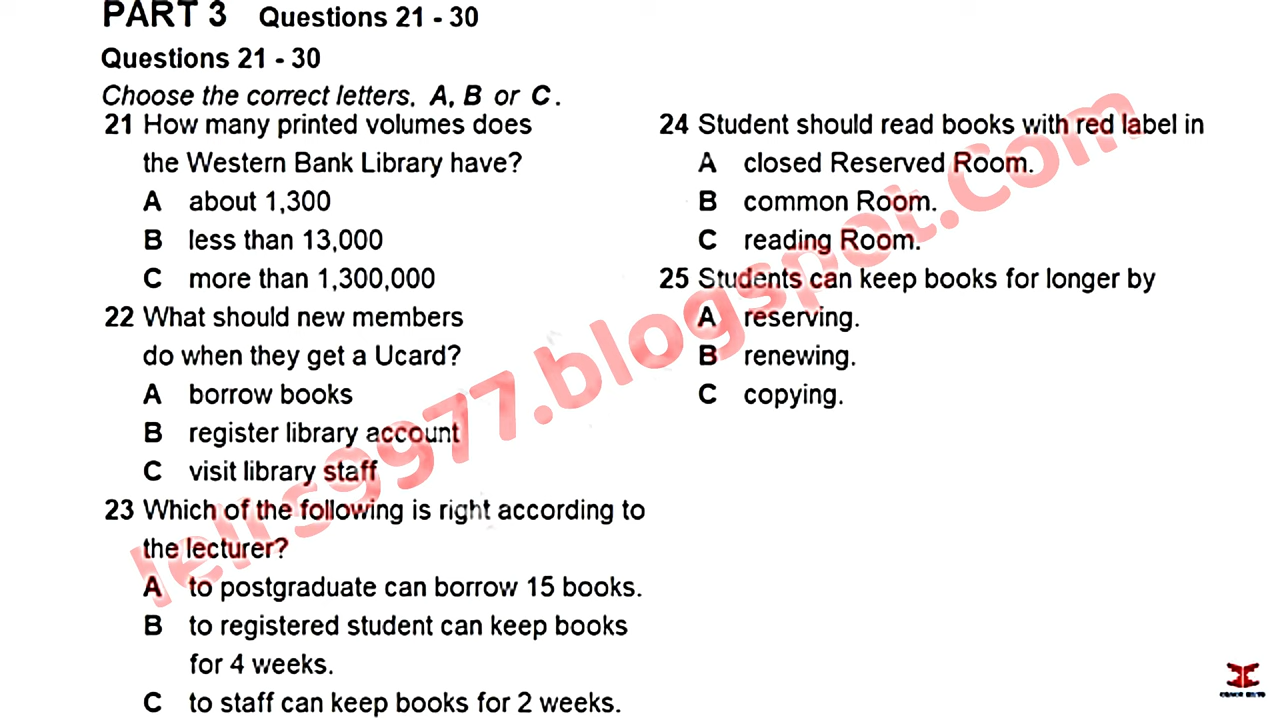 PART 3 Questions 21 - 30
Questions 21 - 30
Choose the correct letters, A, B or C.
21 How many printed volumes does
the Western Bank Library have?
A about 1,300
B less than 13,000
C more than 1,300,000
22 What should new members
do when they get a Ucard?
A borrow books
B register library account
C visit library staff
23 Which of the following is right according to
the lecturer?
A to postgraduate can borrow 15 books.
B to registered student can keep books
for 4 weeks.
C to staff can keep books for 2 weeks.
24 Student should read books with red label in
A closed Reserved Room.
B common Room.
C reading Room.
25 Students can keep books for longer by
A reserving.
B renewing.
C copying.
Ielrs9977.blogspot.Com